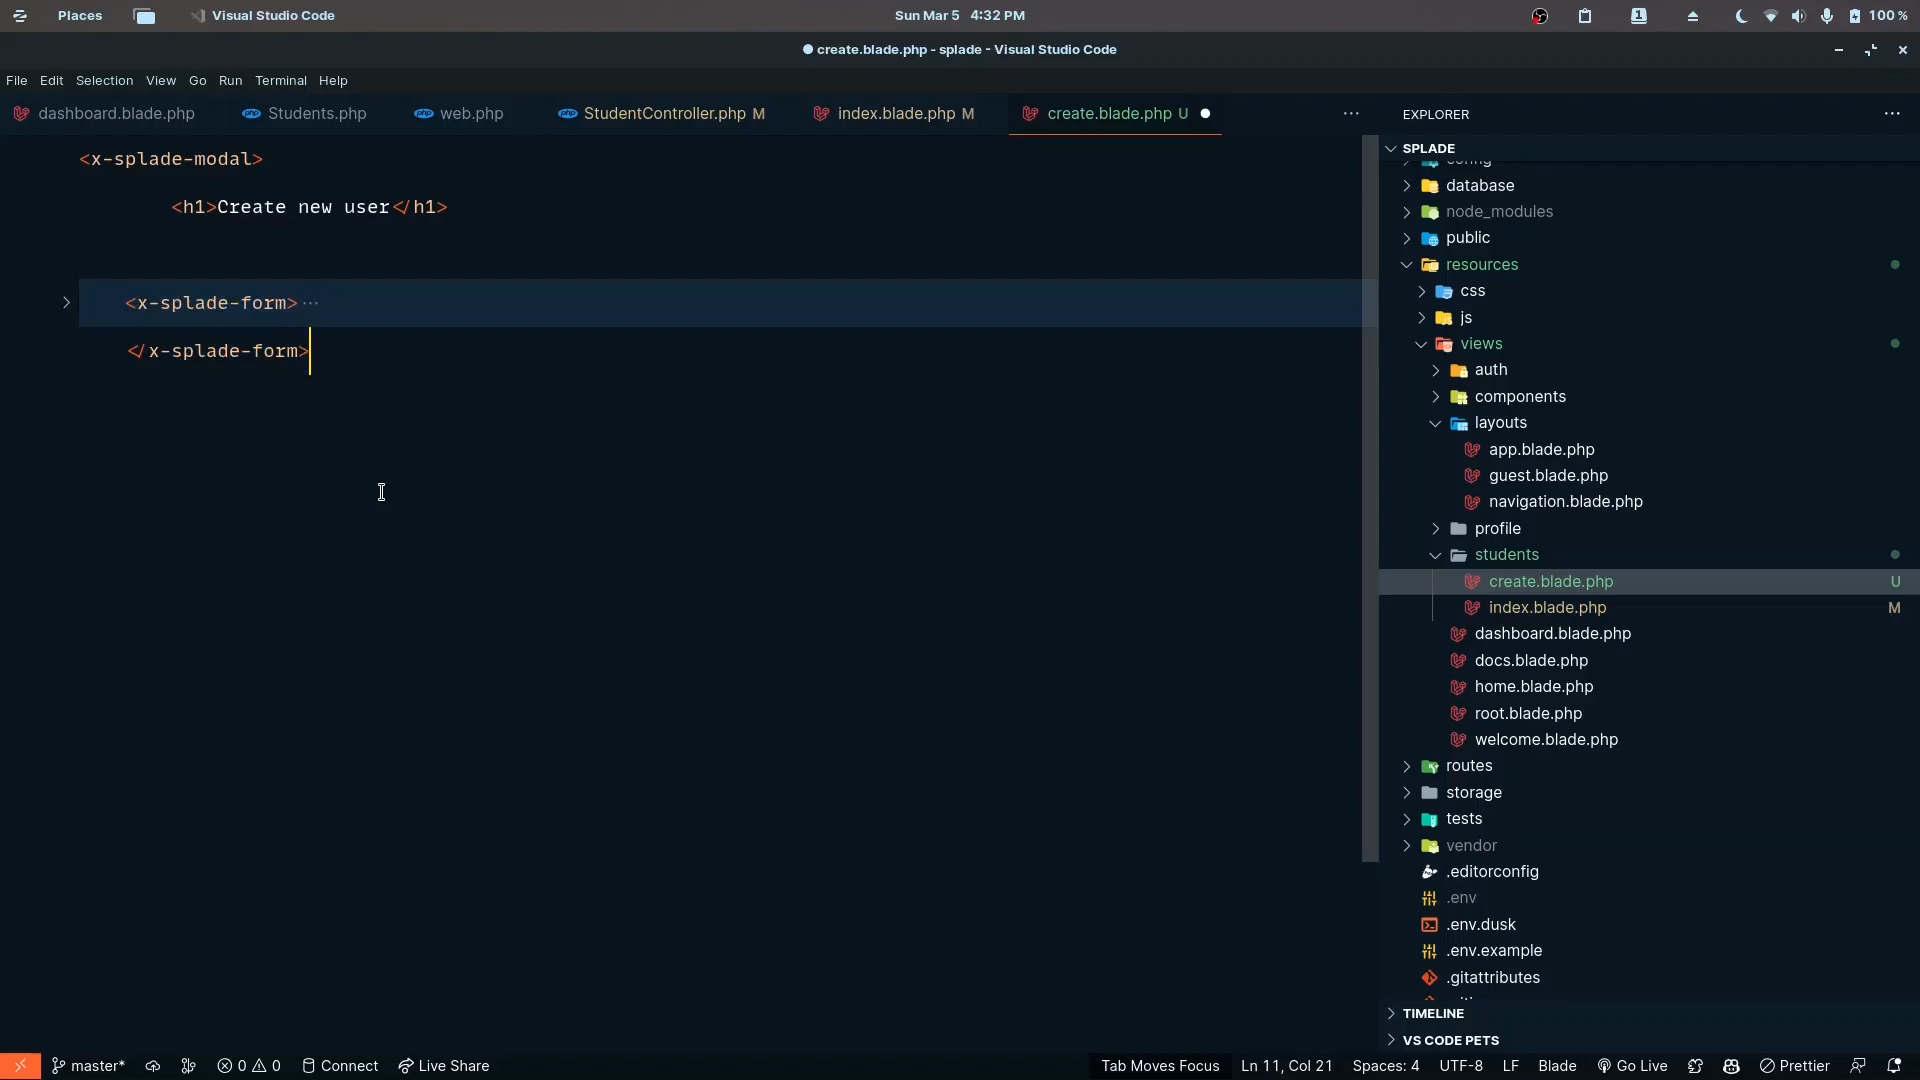 Places
Visual Studio Code
Sun Mar 5 4:32 PM
1
100 %
create.blade.php - splade - Visual Studio Code
File Edit Selection View Go Run Terminal Help
dashboard.blade.php
Students.php
web.php
StudentController.php M
index.blade.php M
create.blade.php U
EXPLORER
<x-splade-modal>
<h1>Create new user</h1>
<x-splade-form>
</x-splade-form>
SPLADE
config
database
node_modules
public
resources
css
js
views
auth
components
layouts
app.blade.php
guest.blade.php
navigation.blade.php
profile
students
create.blade.php U
index.blade.php M
dashboard.blade.php
docs.blade.php
home.blade.php
root.blade.php
welcome.blade.php
routes
storage
tests
vendor
.editorconfig
.env
.env.dusk
.env.example
.gitattributes
TIMELINE
VS CODE PETS
master* 0 0 Connect Live Share Tab Moves Focus Ln 11, Col 21 Spaces: 4 UTF-8 LF Blade Go Live Prettier